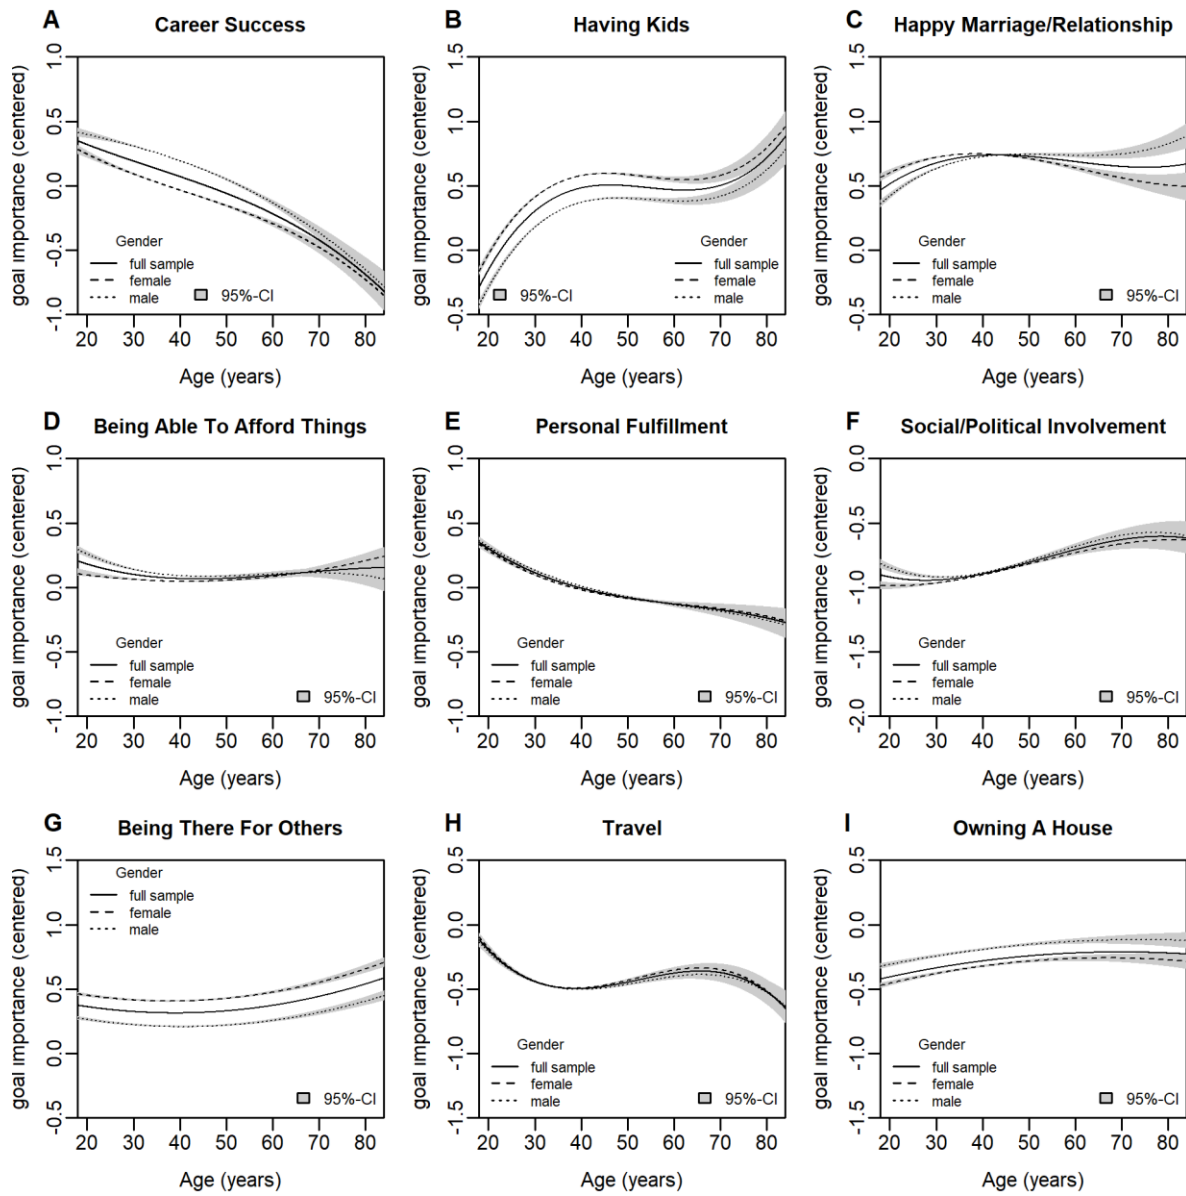 A Career Success
goal importance (centered)
1.0
0.5
0.0
-0.5
-1.0
Gender
full sample
female
male
95%-CI
20 30 40 50 60 70 80
Age (years)
B Having Kids
goal importance (centered)
1.5
1.0
0.5
0.0
-0.5
Gender
full sample
female
male
95%-CI
20 30 40 50 60 70 80
Age (years)
C Happy Marriage/Relationship
goal importance (centered)
1.5
1.0
0.5
0.0
-0.5
Gender
full sample
female
male
95%-CI
20 30 40 50 60 70 80
Age (years)
D Being Able To Afford Things
goal importance (centered)
1.0
0.5
0.0
-0.5
-1.0
Gender
full sample
female
male
95%-CI
20 30 40 50 60 70 80
Age (years)
E Personal Fulfillment
goal importance (centered)
1.0
0.5
0.0
-0.5
-1.0
Gender
full sample
female
male
95%-CI
20 30 40 50 60 70 80
Age (years)
F Social/Political Involvement
goal importance (centered)
0.0
-0.5
-1.0
-1.5
-2.0
Gender
full sample
female
male
95%-CI
20 30 40 50 60 70 80
Age (years)
G Being There For Others
goal importance (centered)
1.5
1.0
0.5
0.0
-0.5
Gender
full sample
female
male
95%-CI
20 30 40 50 60 70 80
Age (years)
H Travel
goal importance (centered)
0.5
0.0
-0.5
-1.0
-1.5
Gender
full sample
female
male
95%-CI
20 30 40 50 60 70 80
Age (years)
I Owning A House
goal importance (centered)
0.5
0.0
-0.5
-1.0
-1.5
Gender
full sample
female
male
95%-CI
20 30 40 50 60 70 80
Age (years)